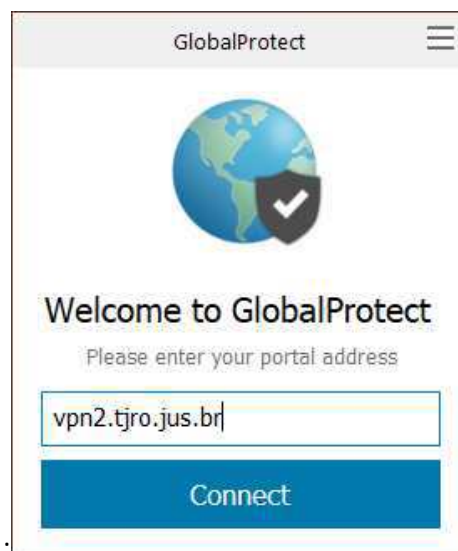 GlobalProtect
Welcome to GlobalProtect
Please enter your portal address
vpn2.tjro.jus.br
Connect
.